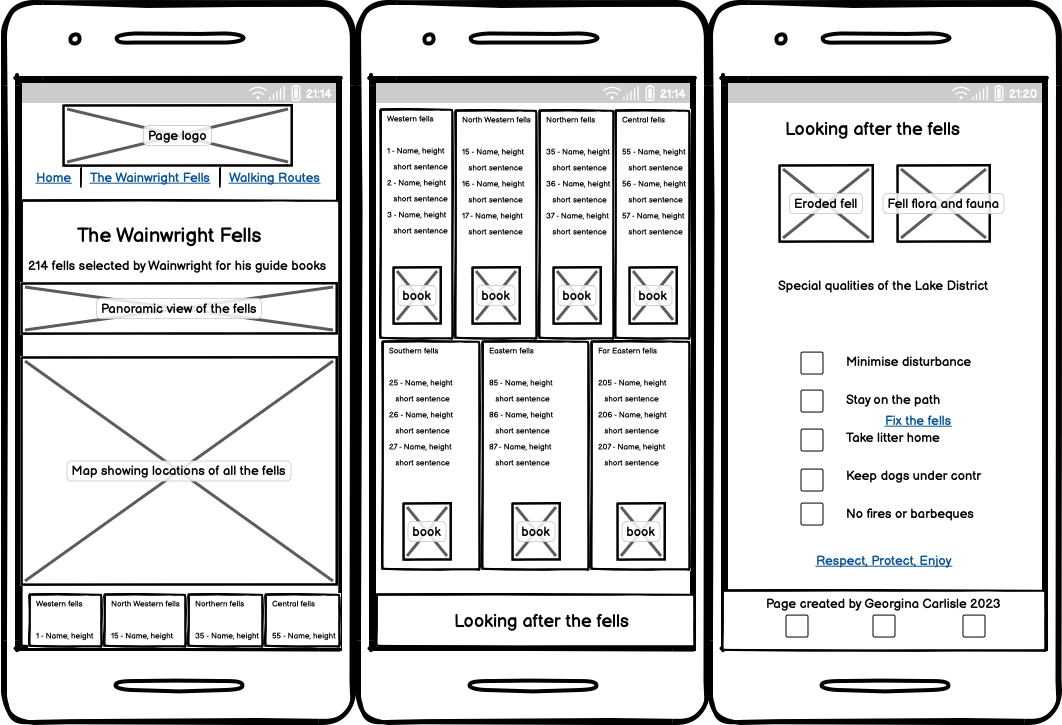 21:14
Page logo
Home | The Wainwright Fells | Walking Routes
The Wainwright Fells
214 fells selected by Wainwright for his guide books
Panoramic view of the fells
Map showing locations of all the fells
Western fells North Western fells Northern fells Central fells
1 - Name, height 15 - Name, height 35 - Name, height 55 - Name, height
21:14
Western fells
1 - Name, height
short sentence
2 - Name, height
short sentence
3 - Name, height
short sentence
book
North Western fells
15 - Name, height
short sentence
16 - Name, height
short sentence
17 - Name, height
short sentence
book
Northern fells
35 - Name, height
short sentence
36 - Name, height
short sentence
37 - Name, height
short sentence
book
Central fells
55 - Name, height
short sentence
56 - Name, height
short sentence
57 - Name, height
short sentence
book
Southern fells
25 - Name, height
short sentence
26 - Name, height
short sentence
27 - Name, height
short sentence
book
Eastern fells
85 - Name, height
short sentence
86 - Name, height
short sentence
87 - Name, height
short sentence
book
Far Eastern fells
205 - Name, height
short sentence
206 - Name, height
short sentence
207 - Name, height
short sentence
book
Looking after the fells
21:20
Looking after the fells
Eroded fell
Fell flora and fauna
Special qualities of the Lake District
Minimise disturbance
Stay on the path
Fix the fells
Take litter home
Keep dogs under contr
No fires or barbeques
Respect, Protect, Enjoy
Page created by Georgina Carlisle 2023